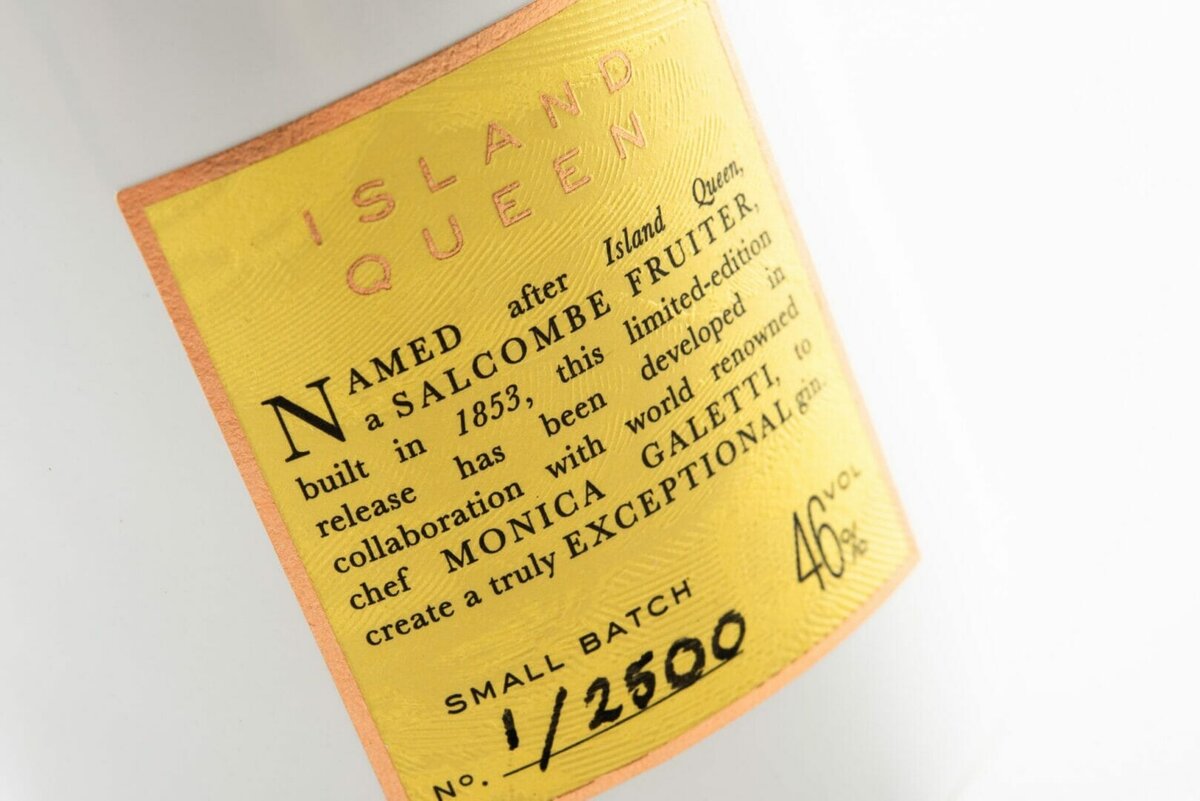 ISLAND
QUEEN
NAMED after Island Queen,
a SALCOMBE FRUITER,
built in 1853, this limited-edition
release has been developed in
collaboration with world renowned
chef MONICA GALETTI, to
create a truly EXCEPTIONAL gin.
46% VOL
SMALL BATCH
No. 1/2500